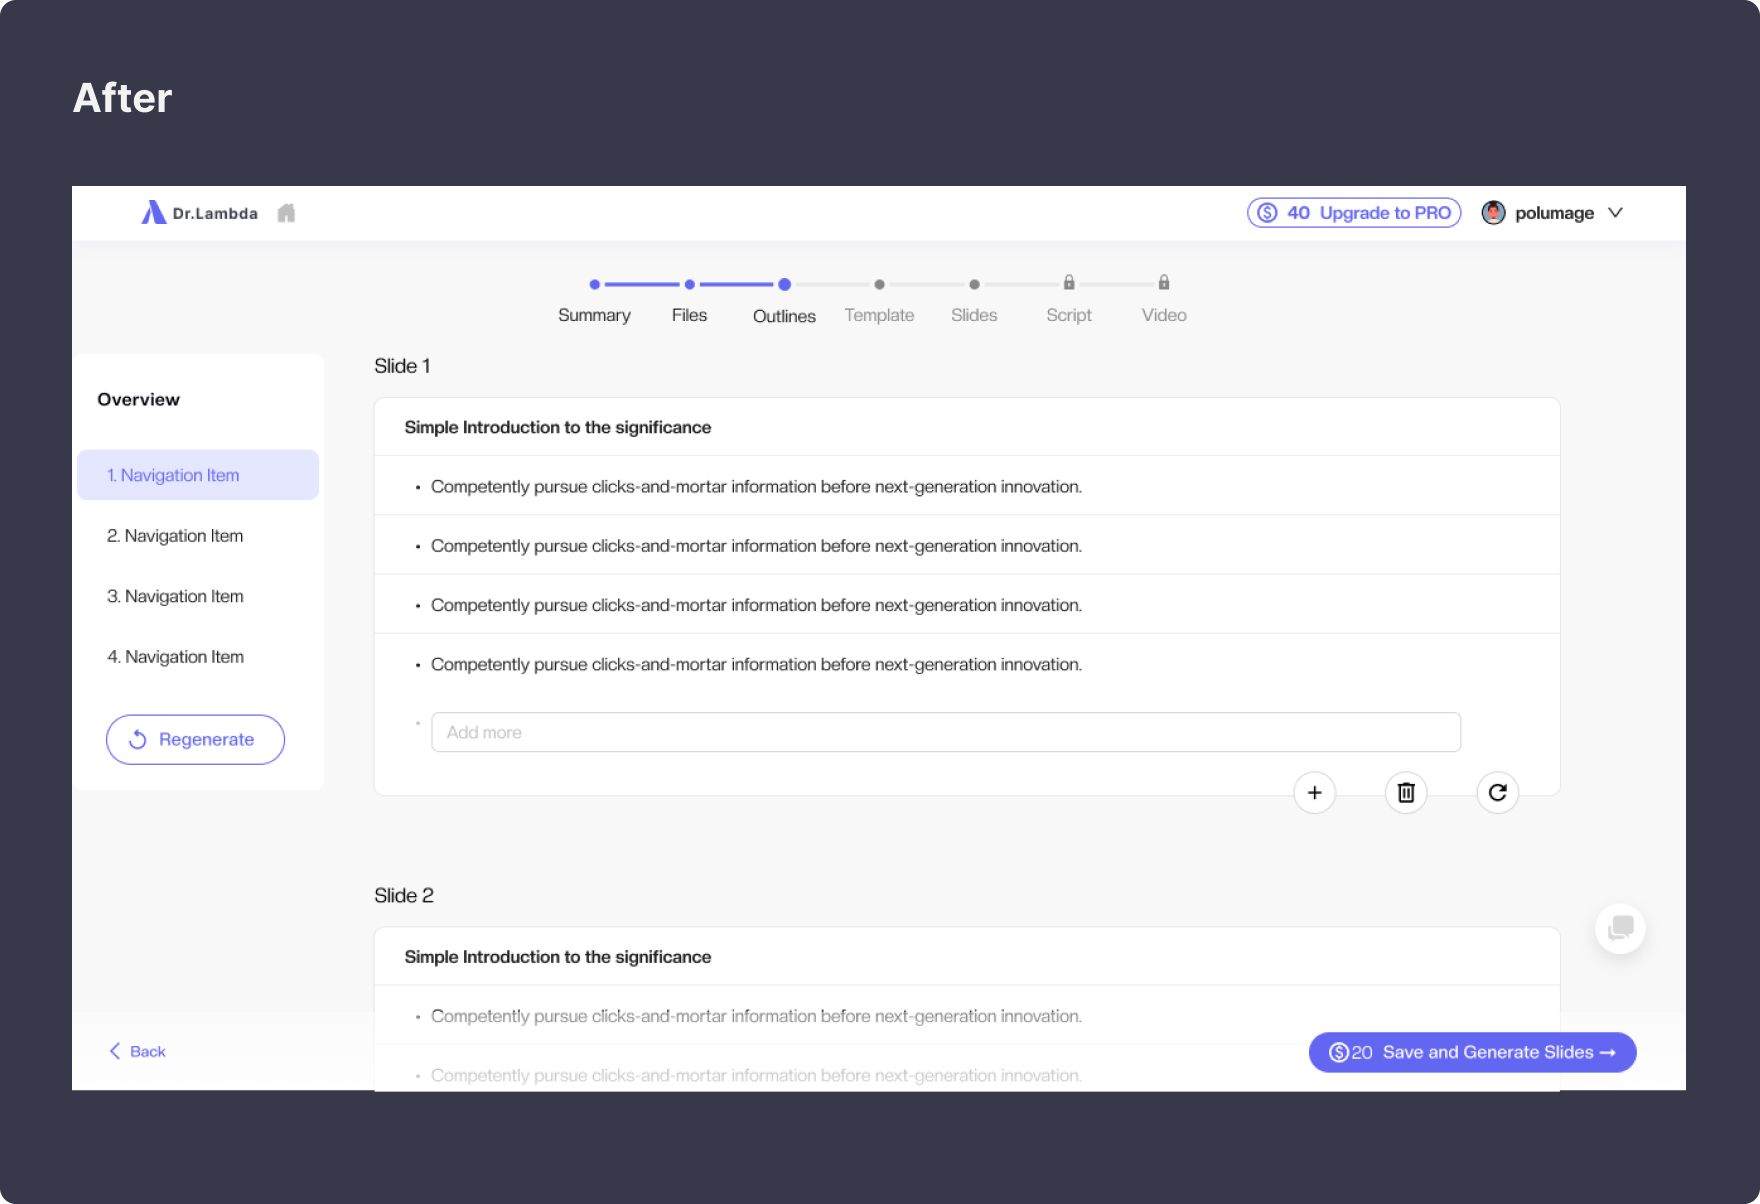 After
Dr.Lambda
40 Upgrade to PRO
polumage
Summary
Files
Outlines
Template
Slides
Script
Video
Overview
1. Navigation Item
2. Navigation Item
3. Navigation Item
4. Navigation Item
Regenerate
Slide 1
Simple Introduction to the significance
• Competently pursue clicks-and-mortar information before next-generation innovation.
• Competently pursue clicks-and-mortar information before next-generation innovation.
• Competently pursue clicks-and-mortar information before next-generation innovation.
• Competently pursue clicks-and-mortar information before next-generation innovation.
• Add more
Slide 2
Simple Introduction to the significance
• Competently pursue clicks-and-mortar information before next-generation innovation.
• Competently pursue clicks-and-mortar information before next-generation innovation.
Back
$20 Save and Generate Slides →